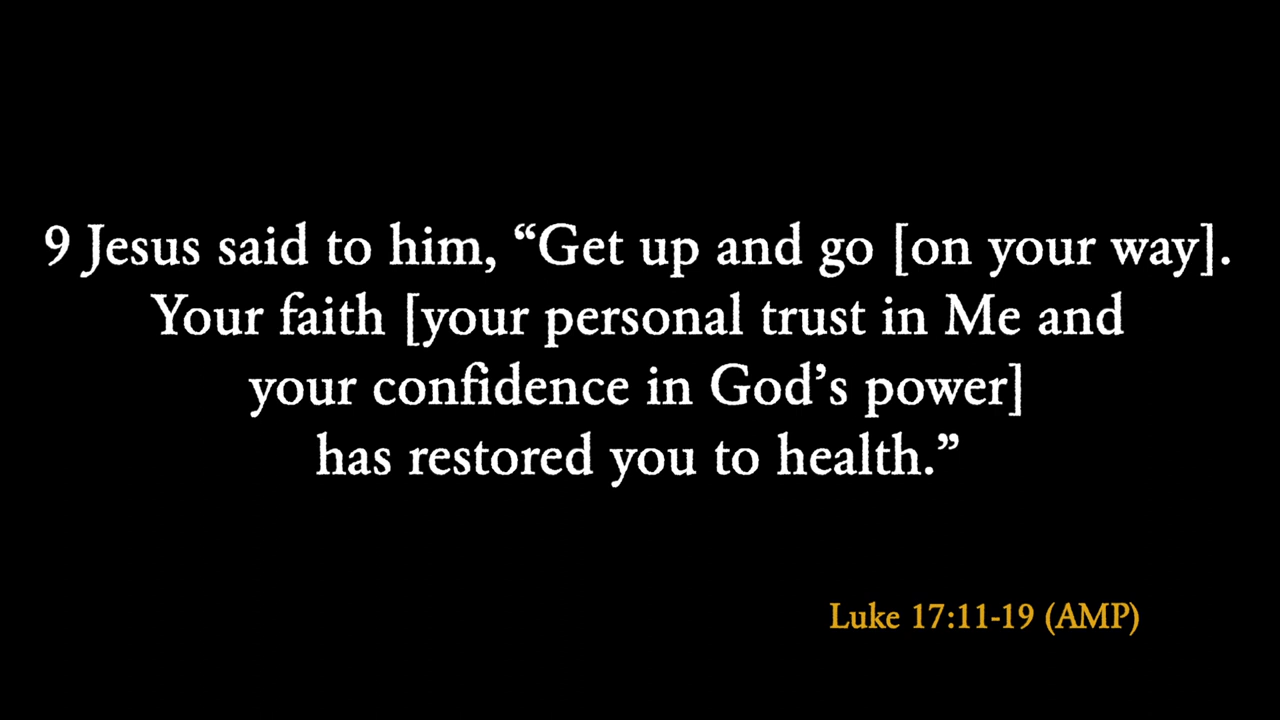 9 Jesus said to him, “Get up and go [on your way].
Your faith [your personal trust in Me and
your confidence in God’s power]
has restored you to health.”
Luke 17:11-19 (AMP)